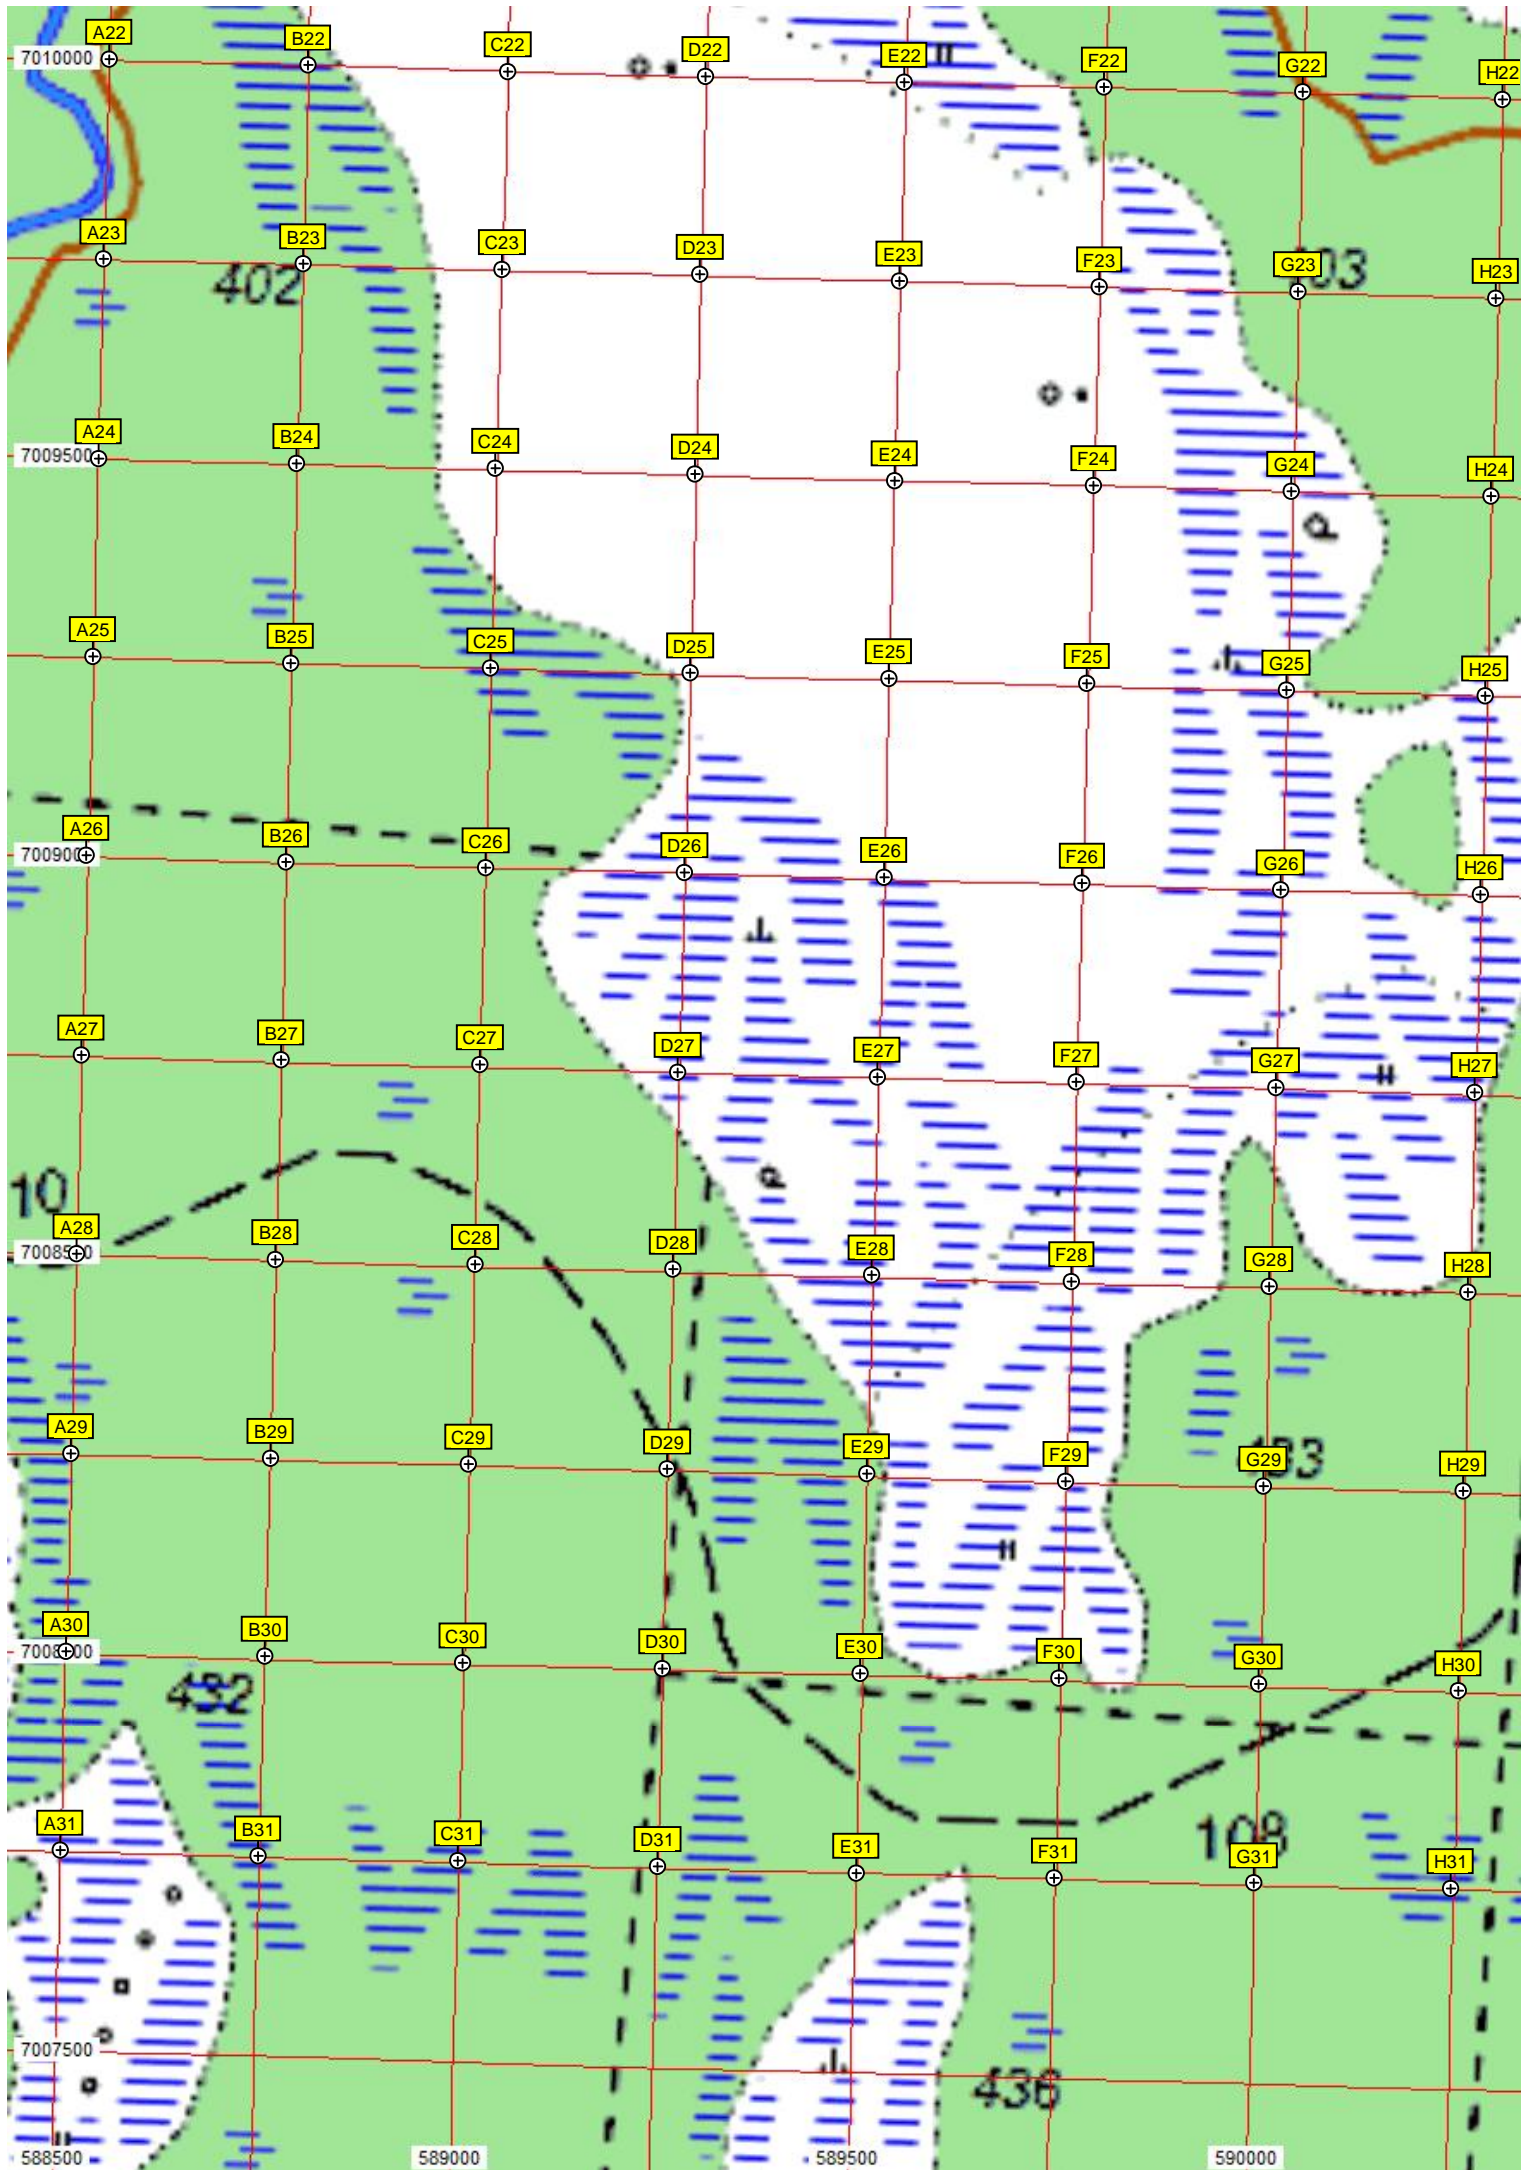 A22 B22 C22 D22 E22 F22 G22 H22
7010000
A23 B23 C23 D23 E23 F23 G23 H23
402
A24 B24 C24 D24 E24 F24 G24 H24
7009500
A25 B25 C25 D25 E25 F25 G25 H25
A26 B26 C26 D26 E26 F26 G26 H26
A27 B27 C27 D27 E27 F27 G27 H27
10
A28 B28 C28 D28 E28 F28 G28 H28
A29 B29 C29 D29 E29 F29 G29 H29
A30 B30 C30 D30 E30 F30 G30 H30
432
A31 B31 C31 D31 E31 F31 G31 H31
108
7007500
436
588500 589000 589500 590000